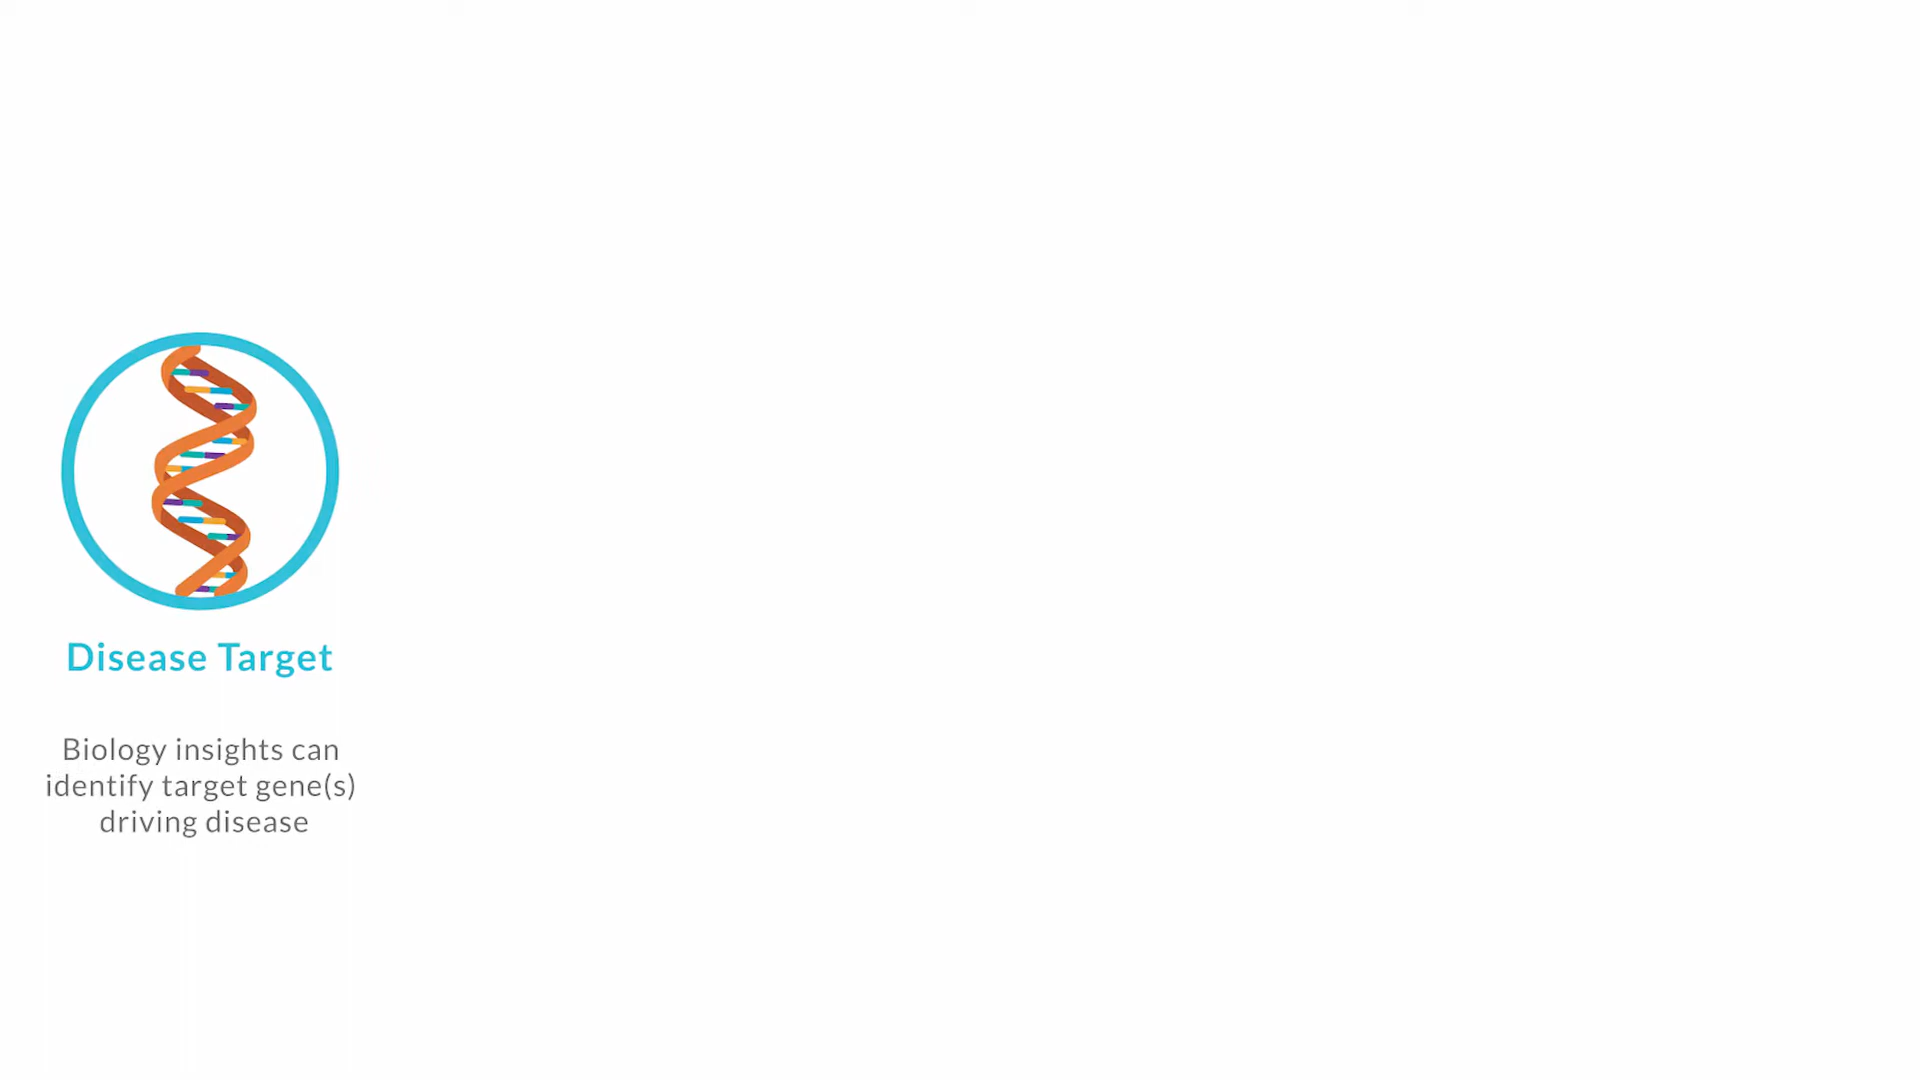 Disease Target
Biology insights can
identify target gene(s)
driving disease